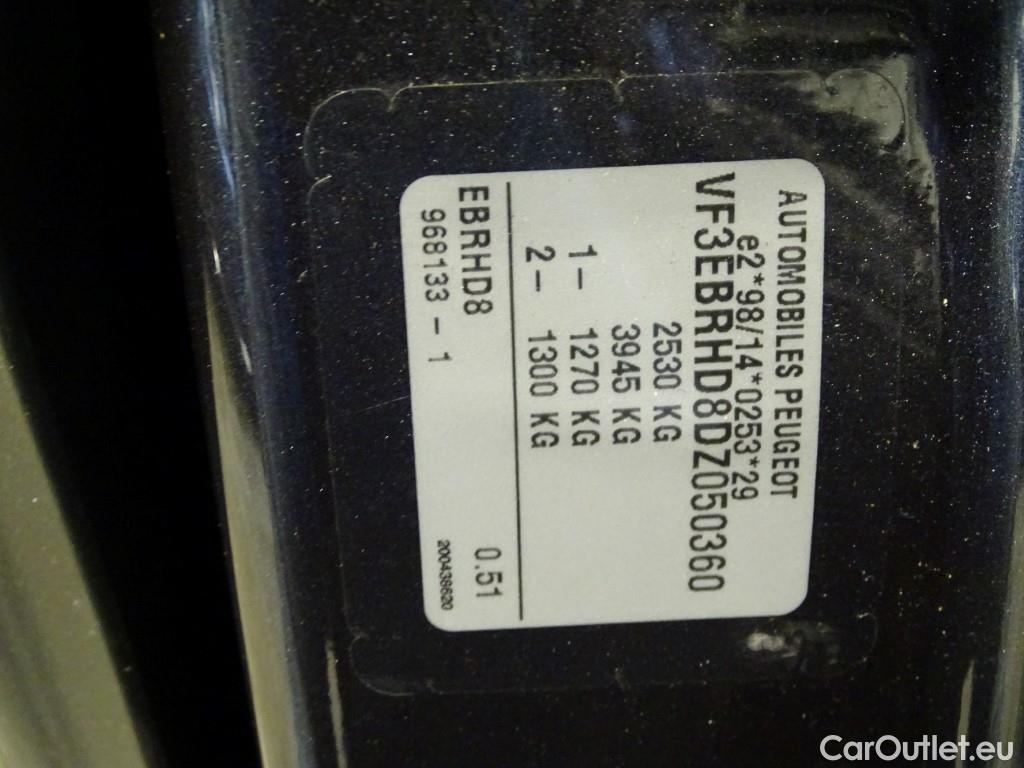 AUTOMOBILES PEUGEOT
e2*98/14*0253*29
VF3EBRHD8DZ050360
2530 KG
3945 KG
1– 1270 KG
2– 1300 KG
EBRHD8 0.51
968133 - 1 200438620
CarOutlet.eu